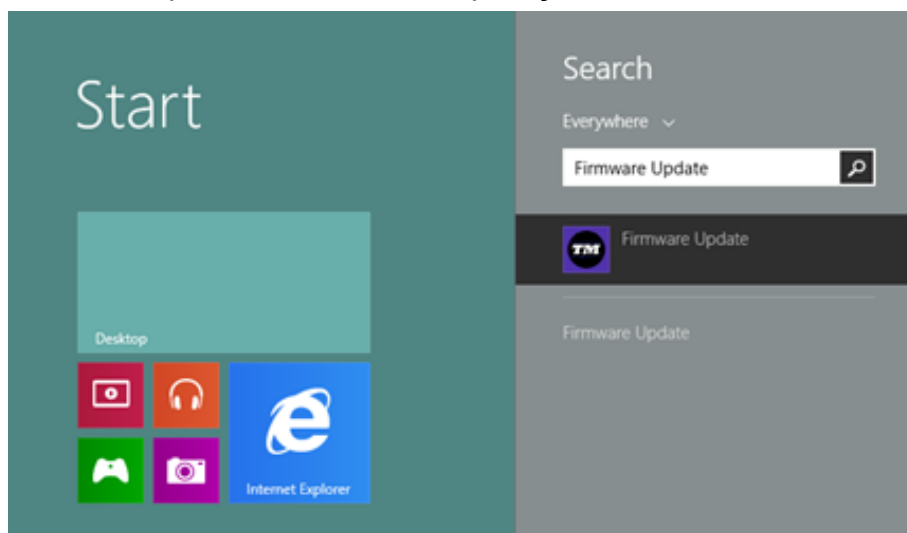 Start
Desktop
Internet Explorer
Search
Everywhere
Firmware Update
TM
Firmware Update
Firmware Update